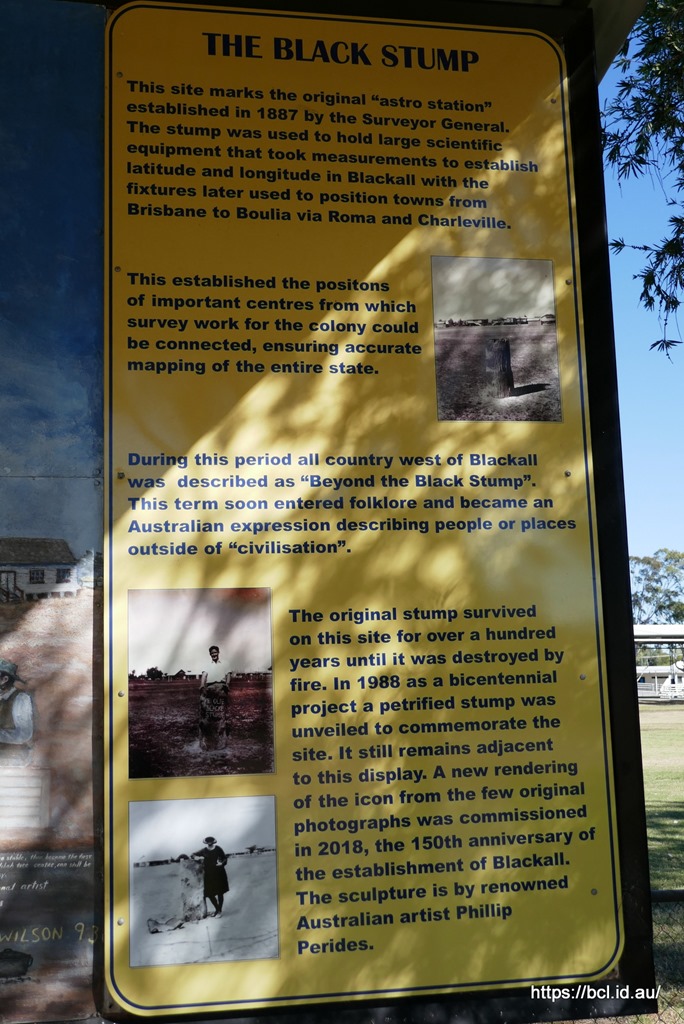 THE BLACK STUMP
This site marks the original “astro station”
established in 1887 by the Surveyor General.
The stump was used to hold large scientific
equipment that took measurements to establish
latitude and longitude in Blackall with the
fixtures later used to position towns from
Brisbane to Boulia via Roma and Charleville.
This established the positons
of important centres from which
survey work for the colony could
be connected, ensuring accurate
mapping of the entire state.
During this period all country west of Blackall
was described as “Beyond the Black Stump”.
This term soon entered folklore and became an
Australian expression describing people or places
outside of “civilisation”.
The original stump survived
on this site for over a hundred
years until it was destroyed by
fire. In 1988 as a bicentennial
project a petrified stump was
unveiled to commemorate the
site. It still remains adjacent
to this display. A new rendering
of the icon from the few original
photographs was commissioned
in 2018, the 150th anniversary of
the establishment of Blackall.
The sculpture is by renowned
Australian artist Phillip
Perides.
then became the
artist
WILSON 93
https://bcl.id.au/